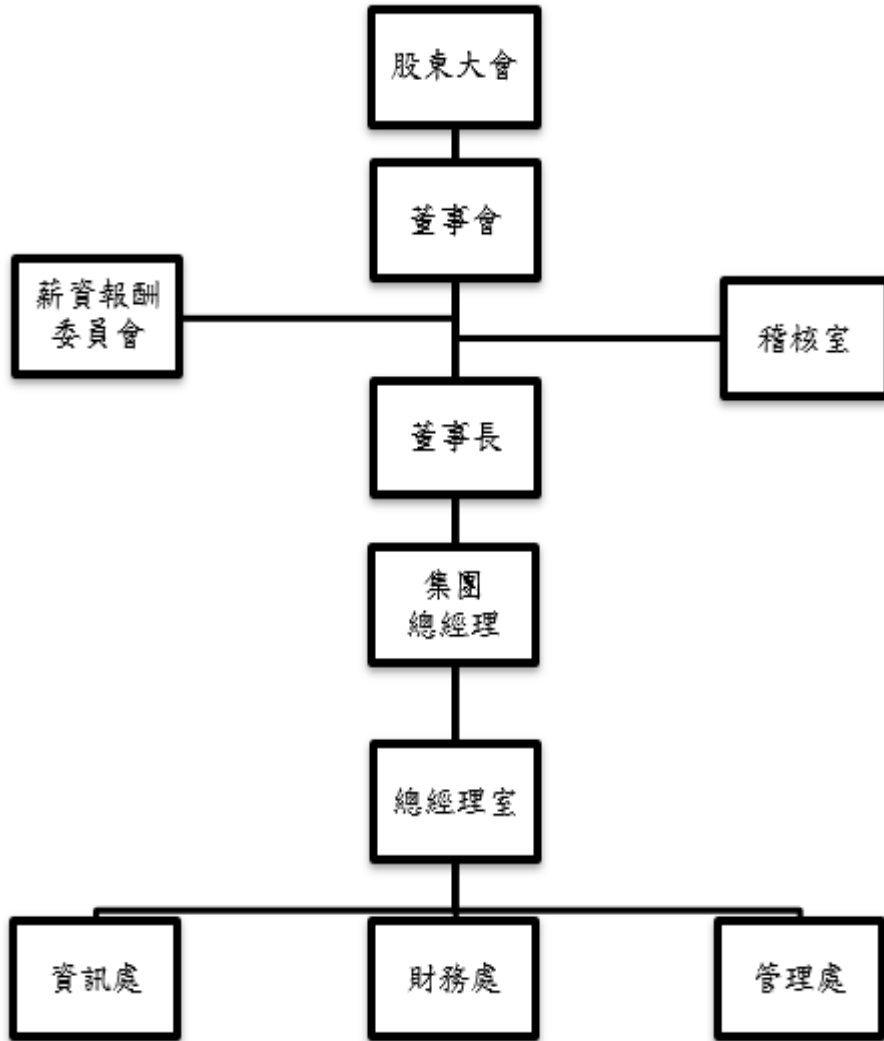 股東大會
董事會
薪資報酬
委員會
稽核室
董事長
集團
總經理
總經理室
資訊處
財務處
管理處